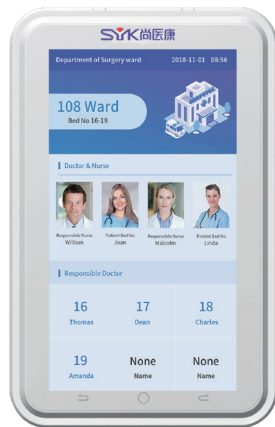 SYK尚医康
Department of Surgery ward 2018-11-01 08:56
108 Ward
Bed No 16-19
Doctor & Nurse
Responsible Nurse Patient Bed No Responsible Nurse Patient Bed No
William Joan Malcolm Linda
Responsible Doctor
16 17 18
Thomas Dean Charles
19 None None
Amanda Name Name